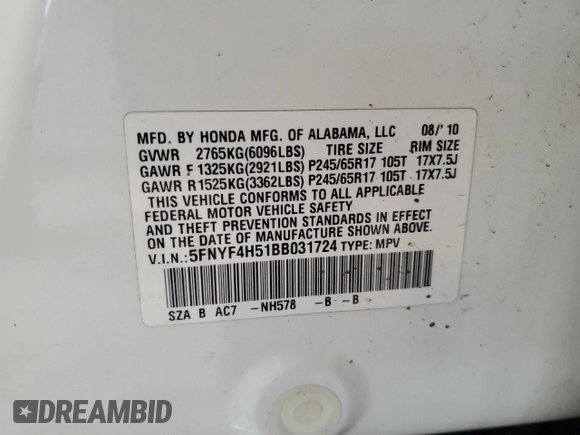 MFD. BY HONDA MFG. OF ALABAMA, LLC 08/'10
GVWR 2765KG(6096LBS) TIRE SIZE RIM SIZE
GAWR F 1325KG(2921LBS) P245/65R17 105T 17X7.5J
GAWR R1525KG(3362LBS) P245/65R17 105T 17X7.5J
THIS VEHICLE CONFORMS TO ALL APPLICABLE
FEDERAL MOTOR VEHICLE SAFETY
AND THEFT PREVENTION STANDARDS IN EFFECT
ON THE DATE OF MANUFACTURE SHOWN ABOVE.
V.I.N.:5FNYF4H51BB031724 TYPE: MPV
SZA B AC7 -NH578 -B -B
DREAMBID